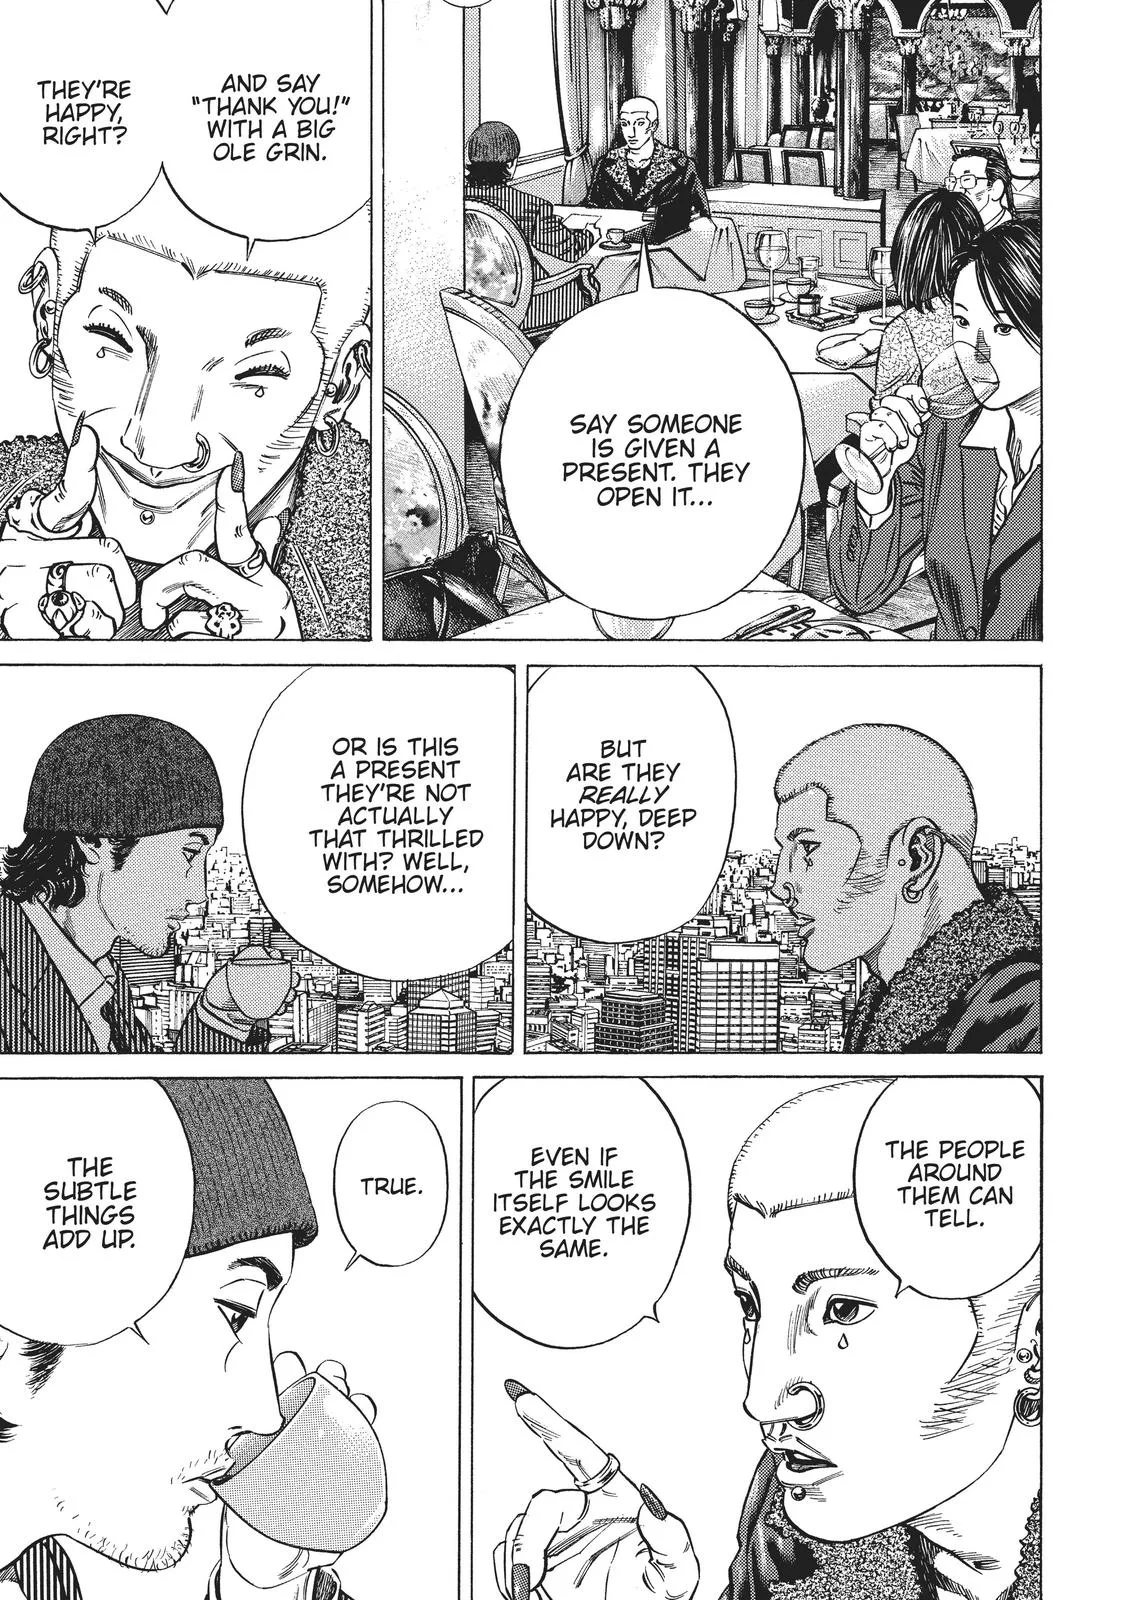 SAY SOMEONE
IS GIVEN A
PRESENT. THEY
OPEN IT...
AND SAY
"THANK YOU!"
WITH A BIG
OLE GRIN.
THEY'RE
HAPPY,
RIGHT?
BUT
ARE THEY
REALLY
HAPPY, DEEP
DOWN?
OR IS THIS
A PRESENT
THEY'RE NOT
ACTUALLY
THAT THRILLED
WITH? WELL,
SOMEHOW...
THE PEOPLE
AROUND
THEM CAN
TELL.
EVEN IF
THE SMILE
ITSELF LOOKS
EXACTLY THE
SAME.
TRUE.
THE
SUBTLE
THINGS
ADD UP.